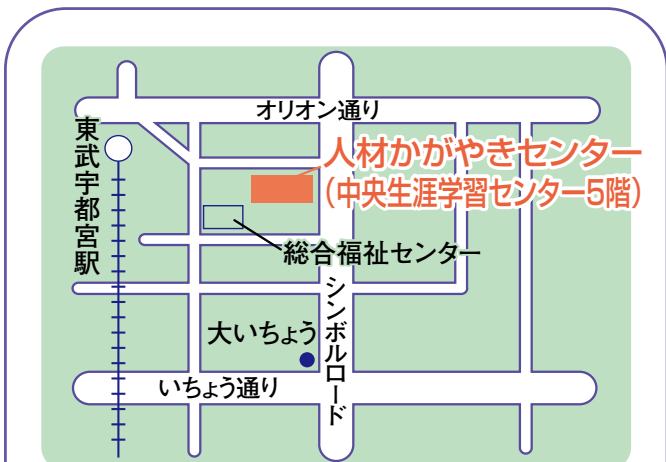 オリオン通り
東武宇都宮駅
人材かがやきセンター
(中央生涯学習センター5階)
総合福祉センター
シンボルロード
大いちょう
いちょう通り